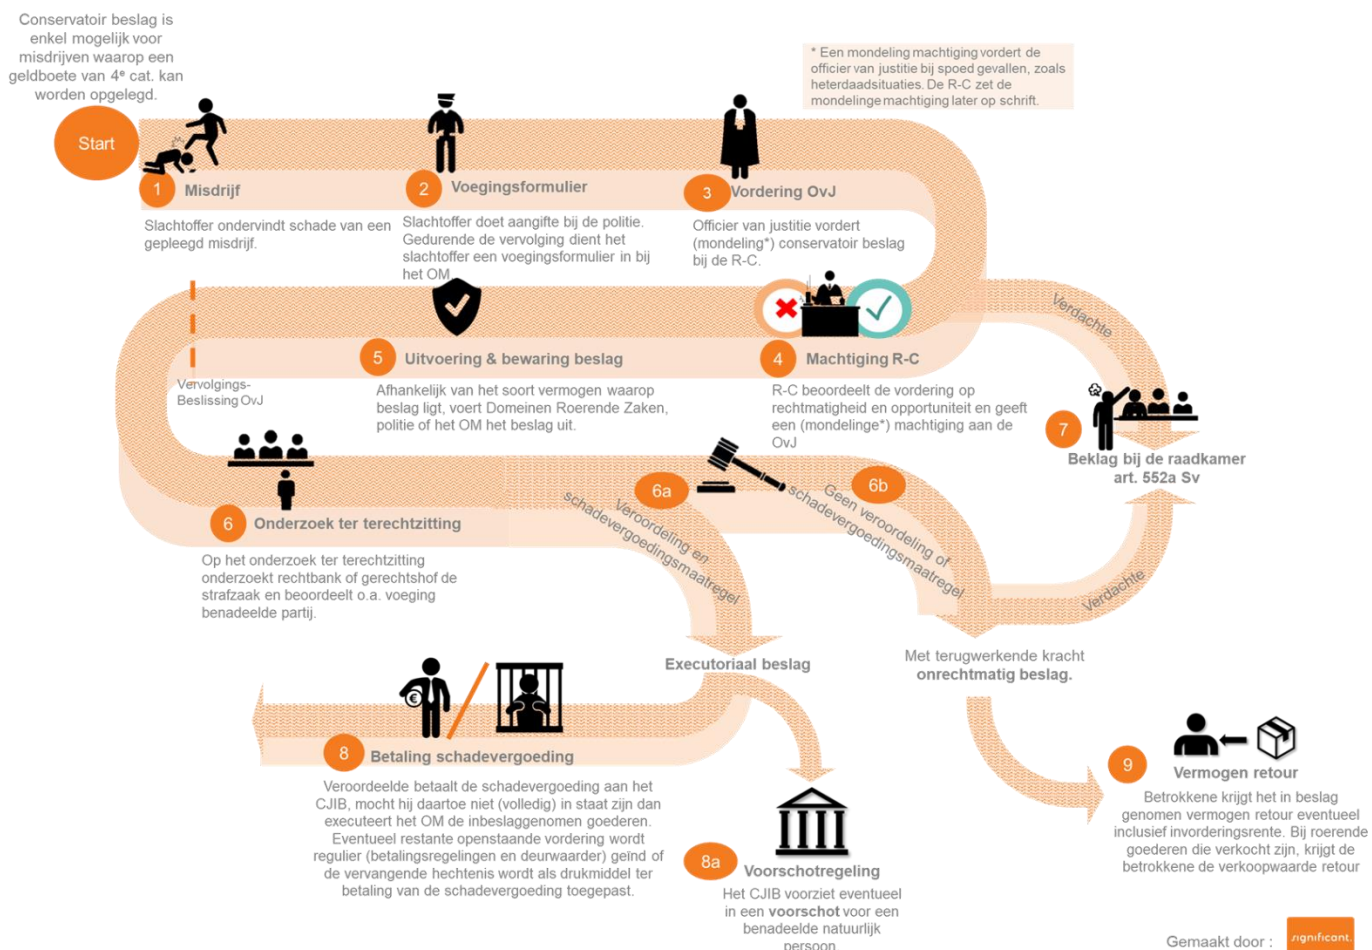 Conservatoir beslag is
enkel mogelijk voor
misdrijven waarop een
geldboete van 4e cat. kan
worden opgelegd.
* Een mondeling machtiging vordert de
officier van justitie bij spoed gevallen, zoals
heterdaadsituaties. De R-C zet de
mondelinge machtiging later op schrift.
Start
1 Misdrijf
Slachtoffer ondervindt schade van een
gepleegd misdrijf.
2 Voegingsformulier
Slachtoffer doet aangifte bij de politie.
Gedurende de vervolging dient het
slachtoffer een voegingsformulier in bij
het OM.
3 Vordering OvJ
Officier van justitie vordert
(mondeling*) conservatoir beslag
bij de R-C.
4 Machtiging R-C
R-C beoordeelt de vordering op
rechtmatigheid en opportuniteit en geeft
een (mondelinge*) machtiging aan de
OvJ
5 Uitvoering & bewaring beslag
Afhankelijk van het soort vermogen waarop
beslag ligt, voert Domeinen Roerende Zaken,
politie of het OM het beslag uit.
Vervolgings-
Beslissing OvJ
Verdachte
7
Beklag bij de raadkamer
art. 552a Sv
Verdachte
6 Onderzoek ter terechtzitting
Op het onderzoek ter terechtzitting
onderzoekt rechtbank of gerechtshof de
strafzaak en beoordeelt o.a. voeging
benadeelde partij.
6a
Veroordeling en
schadevergoedingsmaatregel
6b
Geen veroordeling of
schadevergoedingsmaatregel
Executoriaal beslag
Met terugwerkende kracht
onrechtmatig beslag.
8 Betaling schadevergoeding
Veroordeelde betaalt de schadevergoeding aan het
CJIB, mocht hij daartoe niet (volledig) in staat zijn dan
executeert het OM de inbeslaggenomen goederen.
Eventueel restante openstaande vordering wordt
regulier (betalingsregelingen en deurwaarder) geïnd of
de vervangende hechtenis wordt als drukmiddel ter
betaling van de schadevergoeding toegepast.
8a Voorschotregeling
Het CJIB voorziet eventueel
in een voorschot voor een
benadeelde natuurlijk
persoon.
9 Vermogen retour
Betrokkene krijgt het in beslag
genomen vermogen retour eventueel
inclusief invorderingsrente. Bij roerende
goederen die verkocht zijn, krijgt de
betrokkene de verkoopwaarde retour
Gemaakt door :
significant.